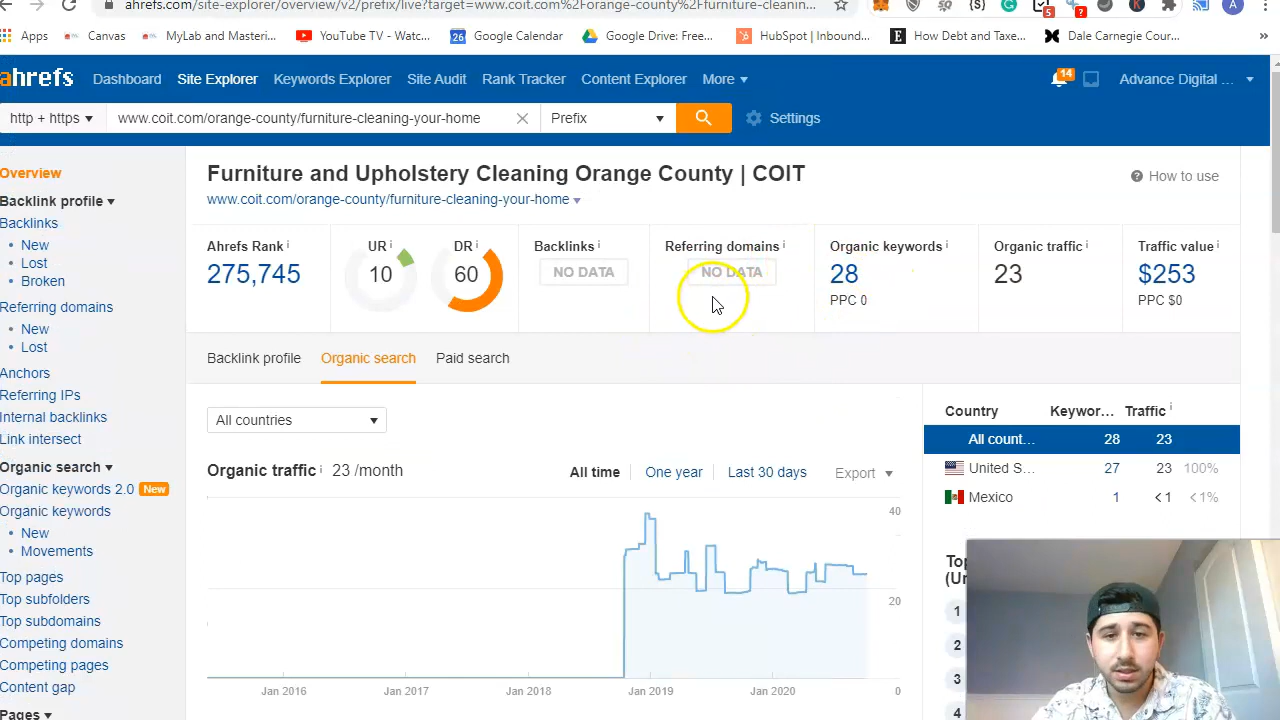 ahrefs.com/site-explorer/overview/v2/prefix/live?target=www.coit.com%2Forange-county%2Ffurniture-cleanin...
Apps Canvas MyLab and Masteri... YouTube TV - Watc... Google Calendar Google Drive: Free... HubSpot | Inbound... How Debt and Taxe... Dale Carnegie Cour... »
ahrefs Dashboard Site Explorer Keywords Explorer Site Audit Rank Tracker Content Explorer More 14 Advance Digital ...
http + https www.coit.com/orange-county/furniture-cleaning-your-home Prefix Settings
Overview
Backlink profile
Backlinks
New
Lost
Broken
Referring domains
New
Lost
Anchors
Referring IPs
Internal backlinks
Link intersect
Organic search
Organic keywords 2.0 New
Organic keywords
New
Movements
Top pages
Top subfolders
Top subdomains
Competing domains
Competing pages
Content gap
Pages
Furniture and Upholstery Cleaning Orange County | COIT
How to use
www.coit.com/orange-county/furniture-cleaning-your-home
Ahrefs Rank UR DR Backlinks Referring domains Organic keywords Organic traffic Traffic value
275,745 10 60 NO DATA NO DATA 28 23 $253
PPC 0 PPC $0
Backlink profile Organic search Paid search
All countries
Organic traffic 23 /month All time One year Last 30 days Export
40
20
0
Jan 2016 Jan 2017 Jan 2018 Jan 2019 Jan 2020
Country Keywor... Traffic
All count... 28 23
United S... 27 23 100%
Mexico 1 <1 <1%
1
2
3
4